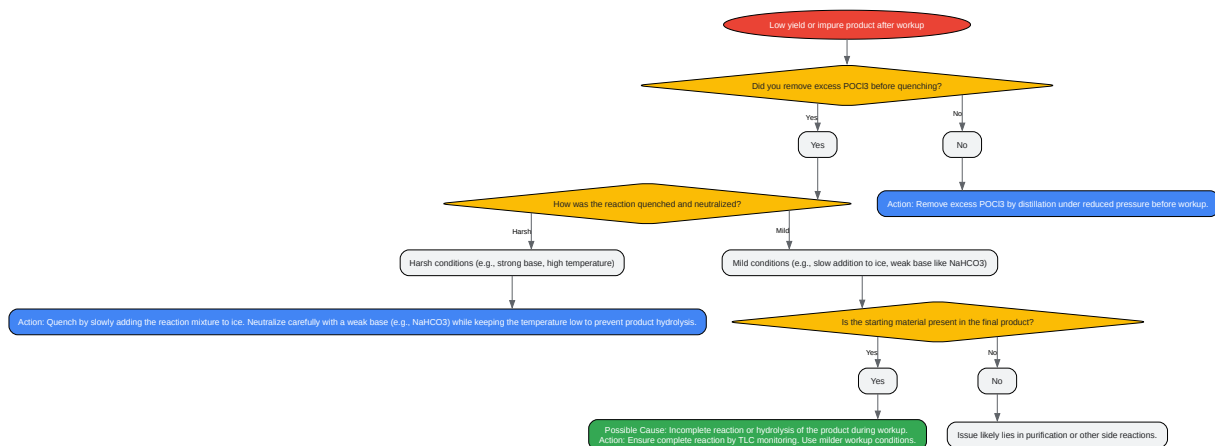 Low yield or impure product after workup
Did you remove excess POCl3 before quenching?
Yes
No
Yes
No
How was the reaction quenched and neutralized?
Action: Remove excess POCl3 by distillation under reduced pressure before workup.
Harsh
Mild
Harsh conditions (e.g., strong base, high temperature)
Mild conditions (e.g., slow addition to ice, weak base like NaHCO3)
Action: Quench by slowly adding the reaction mixture to ice. Neutralize carefully with a weak base (e.g., NaHCO3) while keeping the temperature low to prevent product hydrolysis.
Is the starting material present in the final product?
Yes
No
Yes
No
Possible Cause: Incomplete reaction or hydrolysis of the product during workup.
Action: Ensure complete reaction by TLC monitoring. Use milder workup conditions.
Issue likely lies in purification or other side reactions.